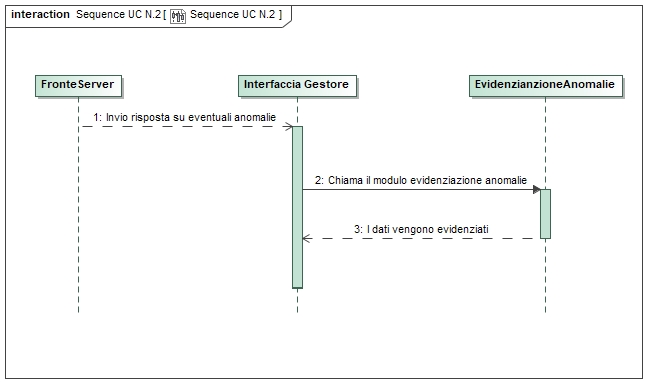 interaction Sequence UC N.2 [ Sequence UC N.2 ]
FronteServer
Interfaccia Gestore
EvidenzianzioneAnomalie
1: Invio risposta su eventuali anomalie
2: Chiama il modulo evidenziazione anomalie
3: I dati vengono evidenziati